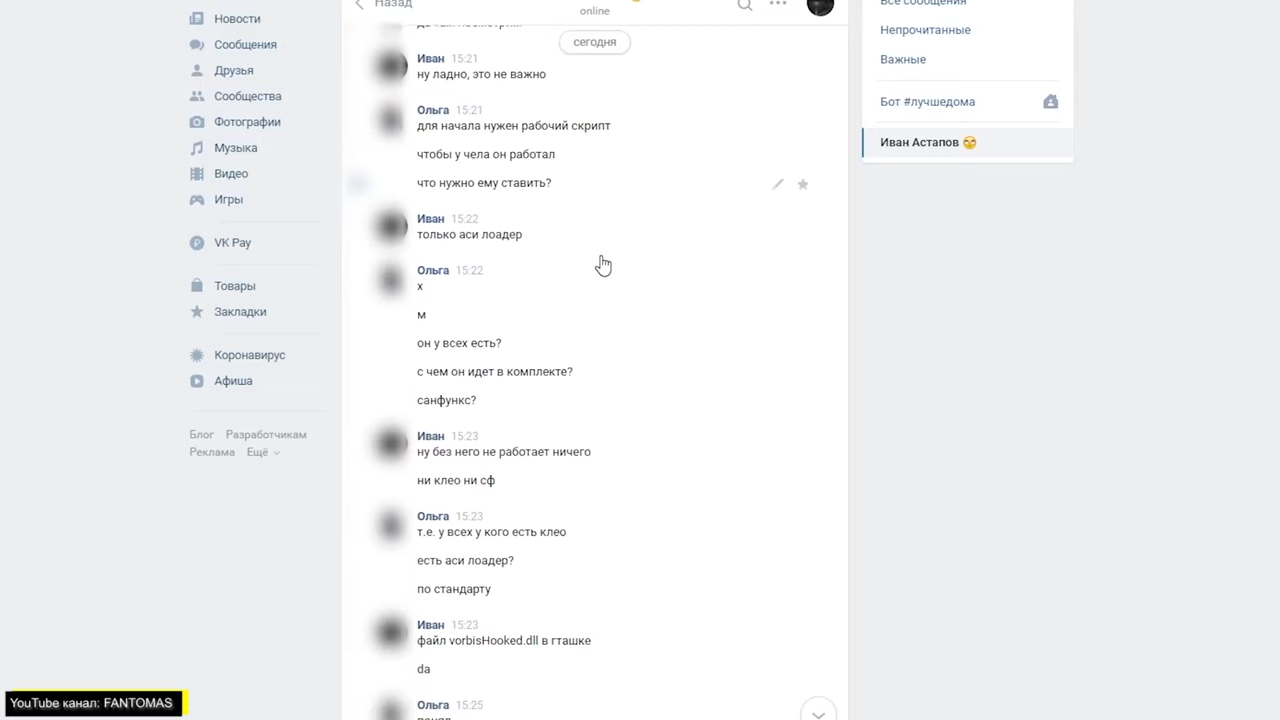 Новости
Сообщения
Друзья
Сообщества
Фотографии
Музыка
Видео
Игры
VK Pay
Товары
Закладки
Коронавирус
Афиша
Блог Разработчикам
Реклама Ещё
Назад
online
сегодня
Иван 15:21
ну ладно, это не важно
Ольга 15:21
для начала нужен рабочий скрипт
чтобы у чела он работал
что нужно ему ставить?
Иван 15:22
только аси лоадер
Ольга 15:22
х
м
он у всех есть?
с чем он идет в комплекте?
санфункс?
Иван 15:23
ну без него не работает ничего
ни клео ни сф
Ольга 15:23
т.е. у всех у кого есть клео
есть аси лоадер?
по стандарту
Иван 15:23
файл vorbisHooked.dll в гташке
da
Ольга 15:25
Все сообщения
Непрочитанные
Важные
Бот #лучшедома
Иван Астапов
YouTube канал: FANTOMAS